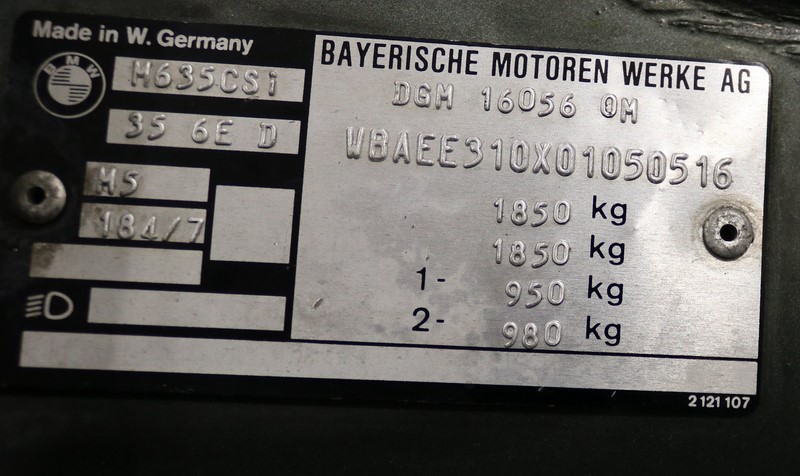 Made in W. Germany
BMW
M635CSi
35 6E D
M5
184/7
BAYERISCHE MOTOREN WERKE AG
DGM 16056 OM
WBAEE310X01050516
1850 kg
1850 kg
1- 950 kg
2- 980 kg
2 121 107